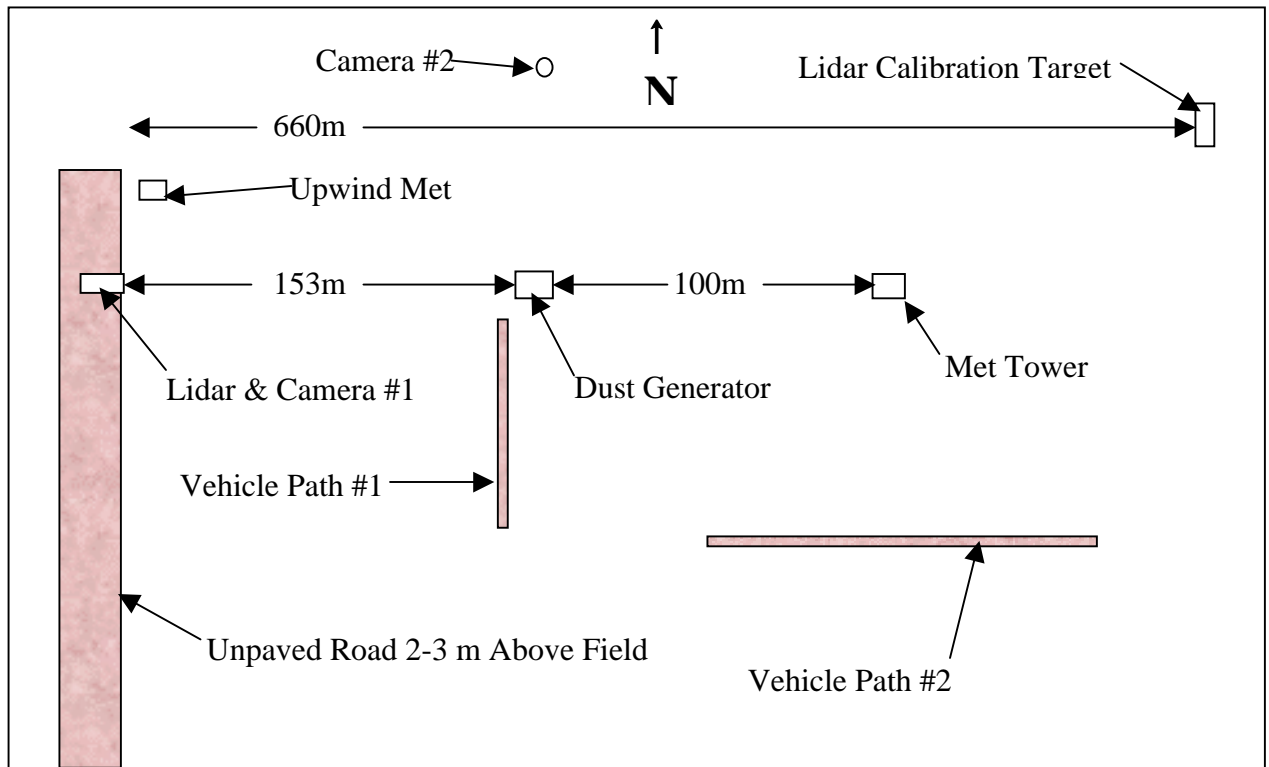 Camera #2
N
Lidar Calibration Target
660m
Upwind Met
153m
100m
Met Tower
Lidar & Camera #1
Dust Generator
Vehicle Path #1
Unpaved Road 2-3 m Above Field
Vehicle Path #2